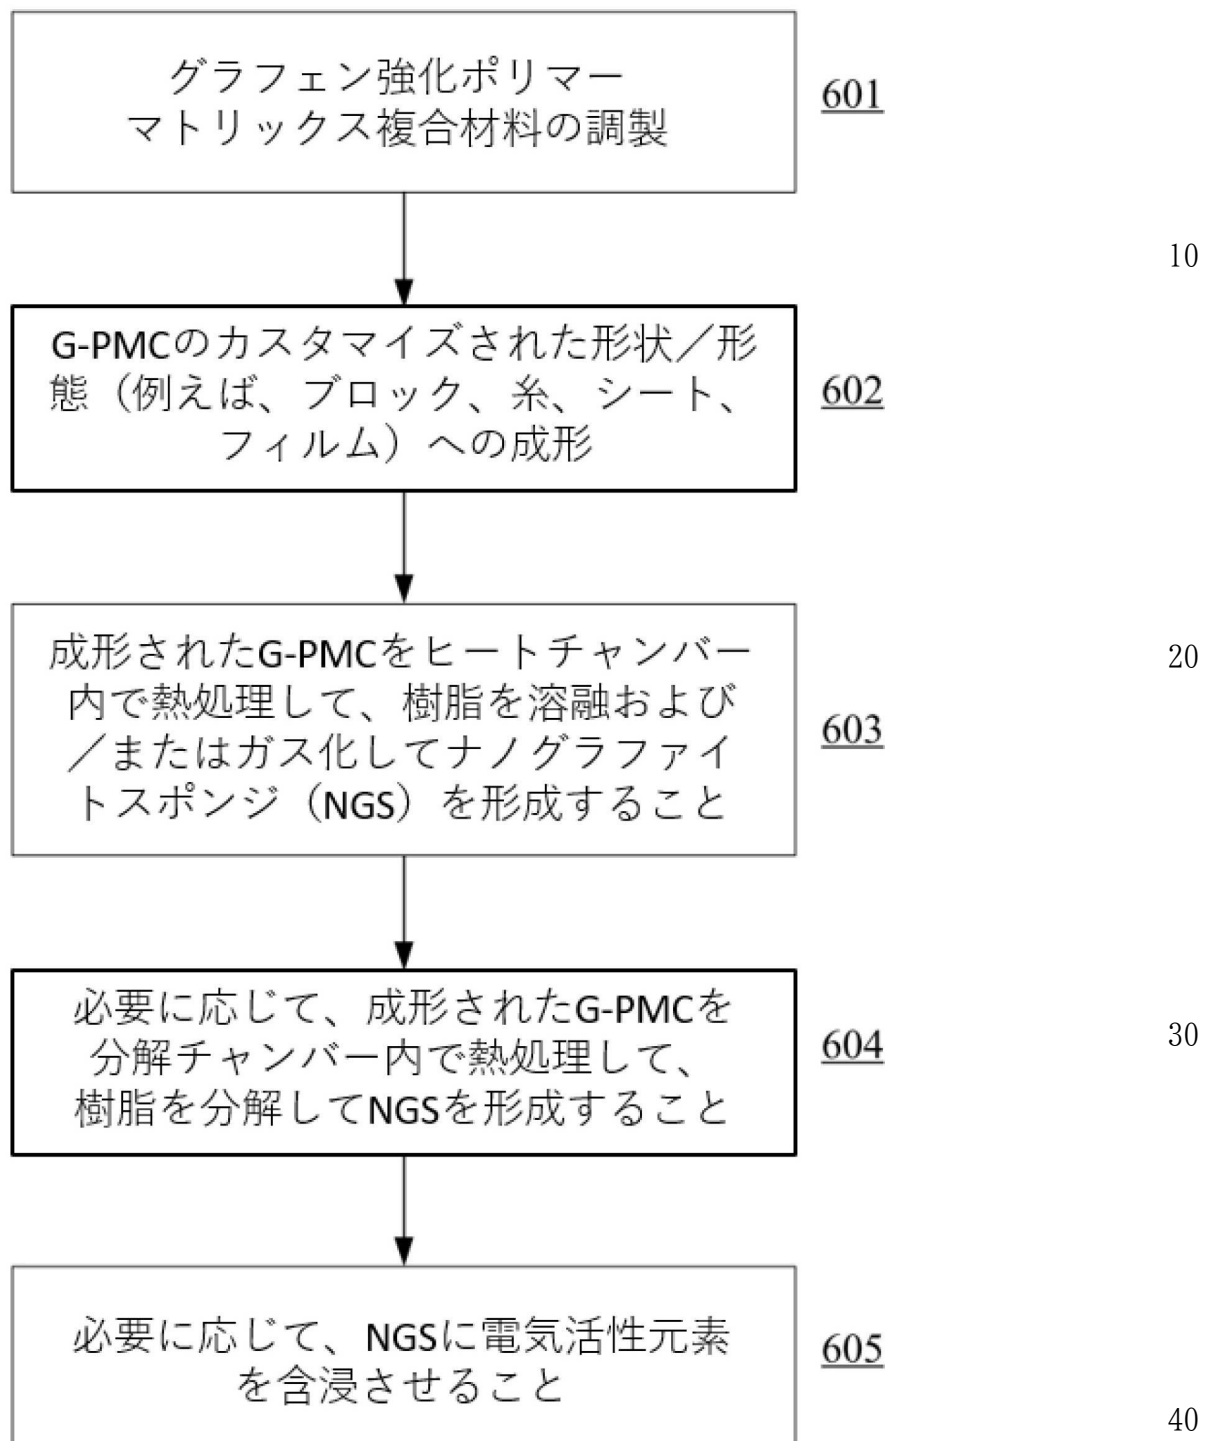 グラフェン強化ポリマー
マトリックス複合材料の調製
601
10
G-PMCのカスタマイズされた形状／形
態（例えば、ブロック、糸、シート、
フィルム）への成形
602
成形されたG-PMCをヒートチャンバー
内で熱処理して、樹脂を溶融および
／またはガス化してナノグラファイ
トスポンジ（NGS）を形成すること
603
20
必要に応じて、成形されたG-PMCを
分解チャンバー内で熱処理して、
樹脂を分解してNGSを形成すること
604
30
必要に応じて、NGSに電気活性元素
を含浸させること
605
40